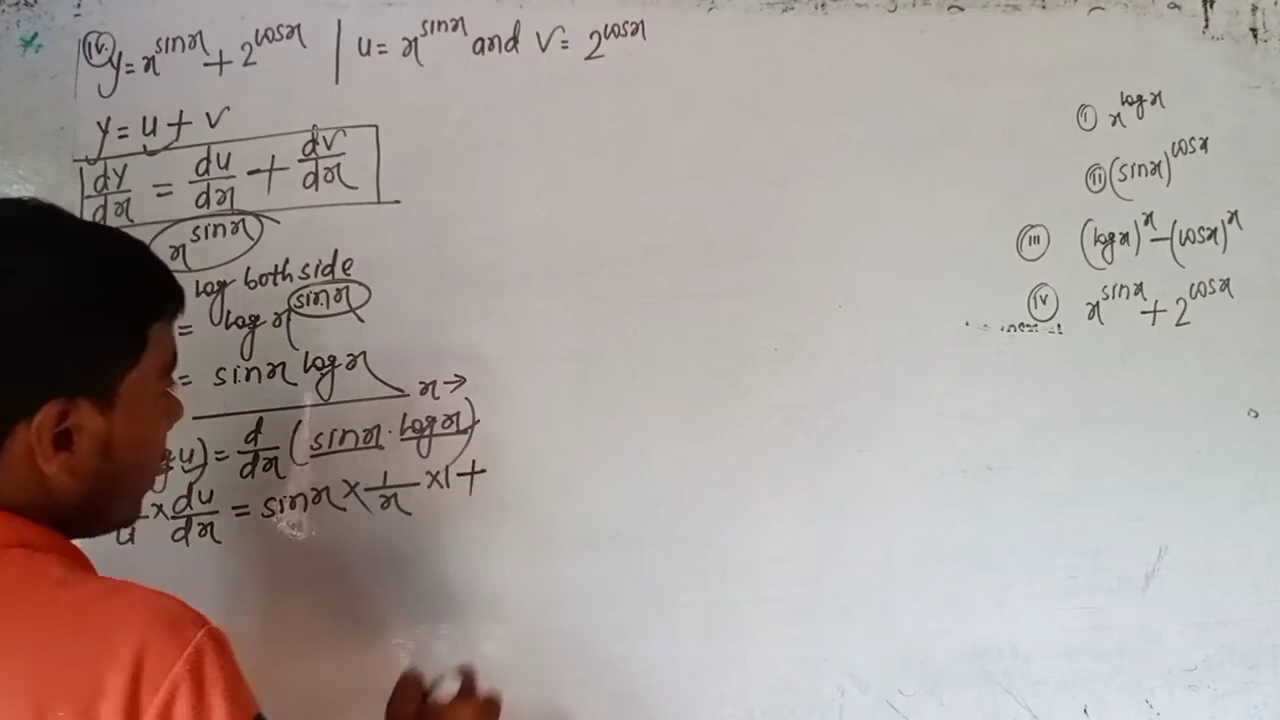 (iv) y = x^sinx + 2^cosx | u = x^sinx and v = 2^cosx
y = u + v
dy/dx = du/dx + dv/dx
x^sinx
log both side
= log x^sinx
= sinx logx
x →
u) = d/dx (sinx · logx)
u × du/dx = sinx × 1/x × 1 +
(i) x^logx
(ii) (sinx)^cosx
(iii) (logx)^x - (cosx)^x
(iv) x^sinx + 2^cosx